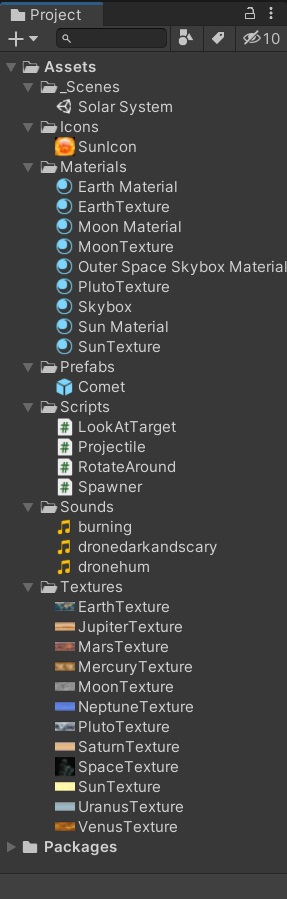 Project
10
Assets
_Scenes
Solar System
Icons
SunIcon
Materials
Earth Material
EarthTexture
Moon Material
MoonTexture
Outer Space Skybox Material
PlutoTexture
Skybox
Sun Material
SunTexture
Prefabs
Comet
Scripts
LookAtTarget
Projectile
RotateAround
Spawner
Sounds
burning
dronedarkandscary
dronehum
Textures
EarthTexture
JupiterTexture
MarsTexture
MercuryTexture
MoonTexture
NeptuneTexture
PlutoTexture
SaturnTexture
SpaceTexture
SunTexture
UranusTexture
VenusTexture
Packages